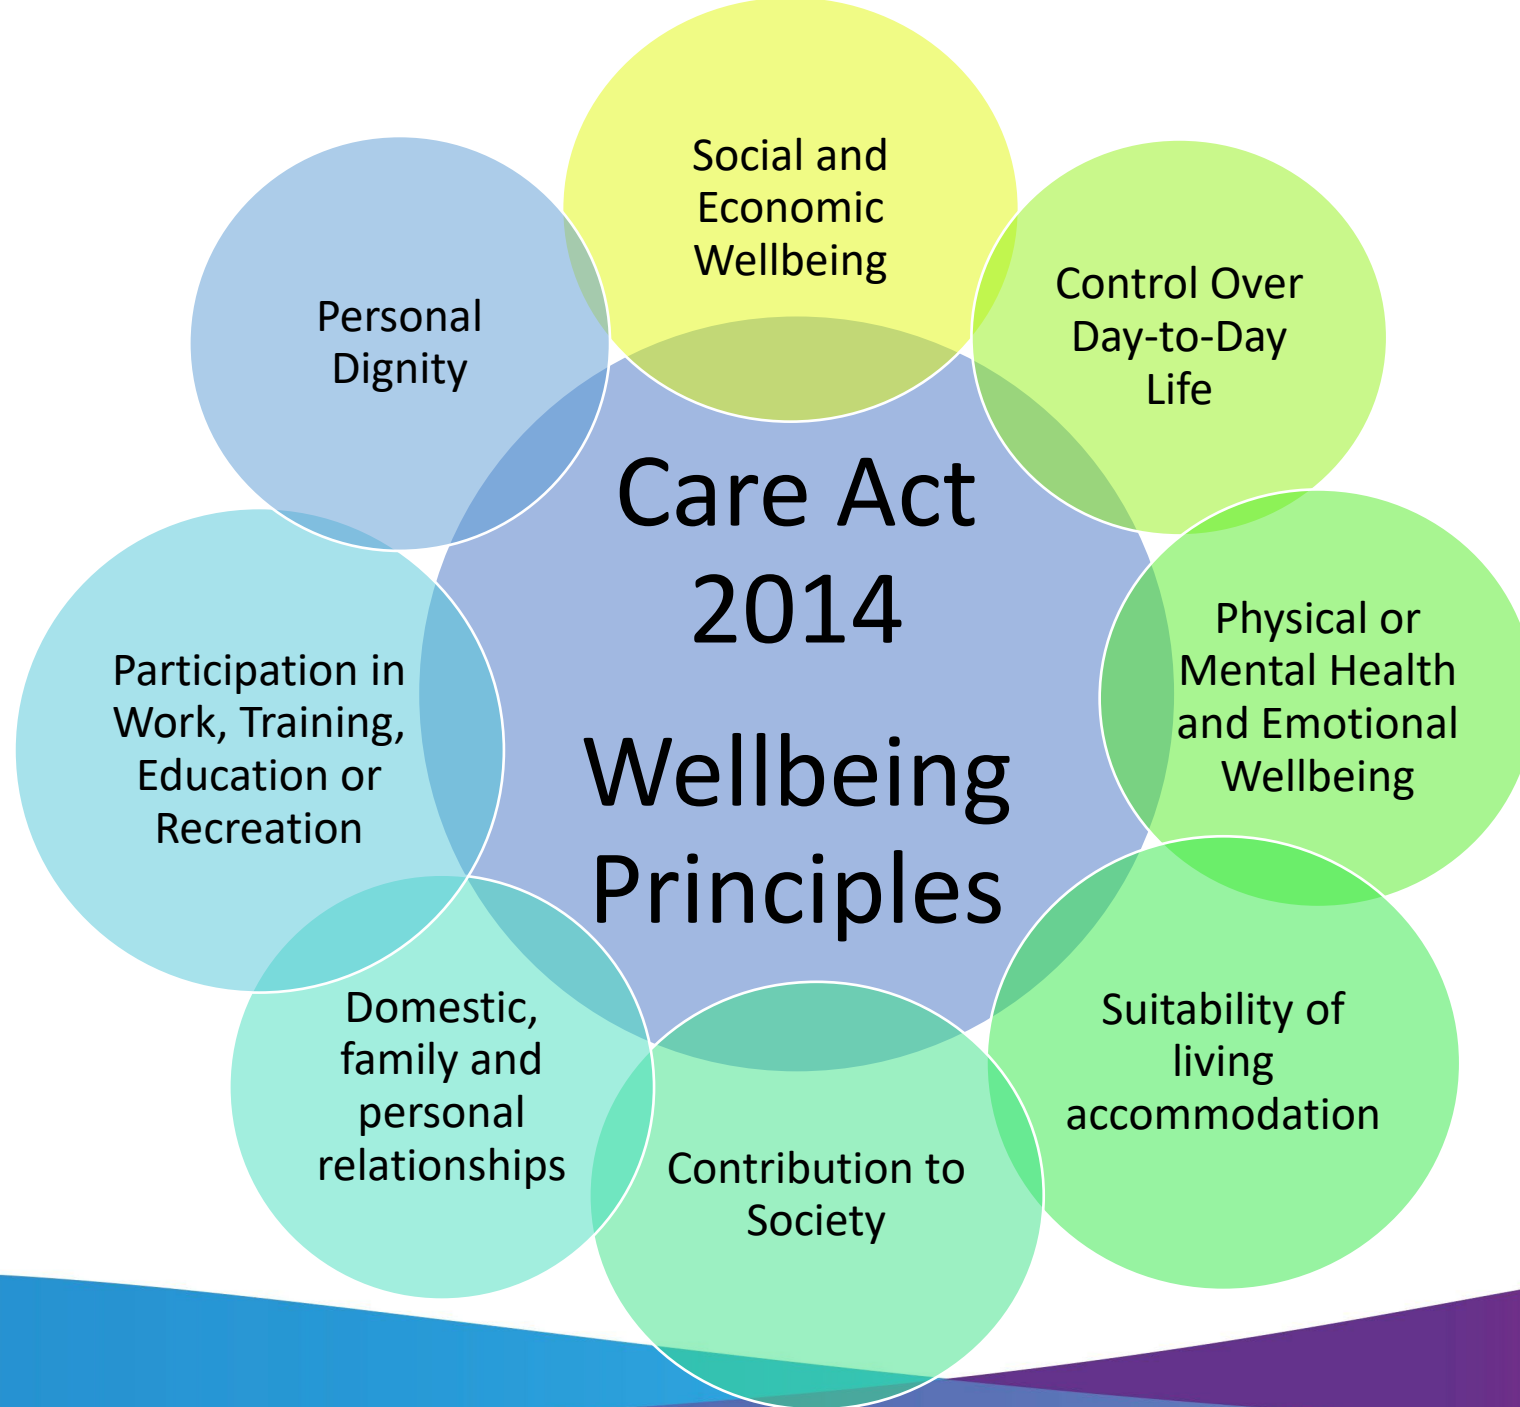 Social and
Economic
Wellbeing
Control Over
Day-to-Day
Life
Physical or
Mental Health
and Emotional
Wellbeing
Suitability of
living
accommodation
Contribution to
Society
Domestic,
family and
personal
relationships
Participation in
Work, Training,
Education or
Recreation
Personal
Dignity
Care Act
2014
Wellbeing
Principles